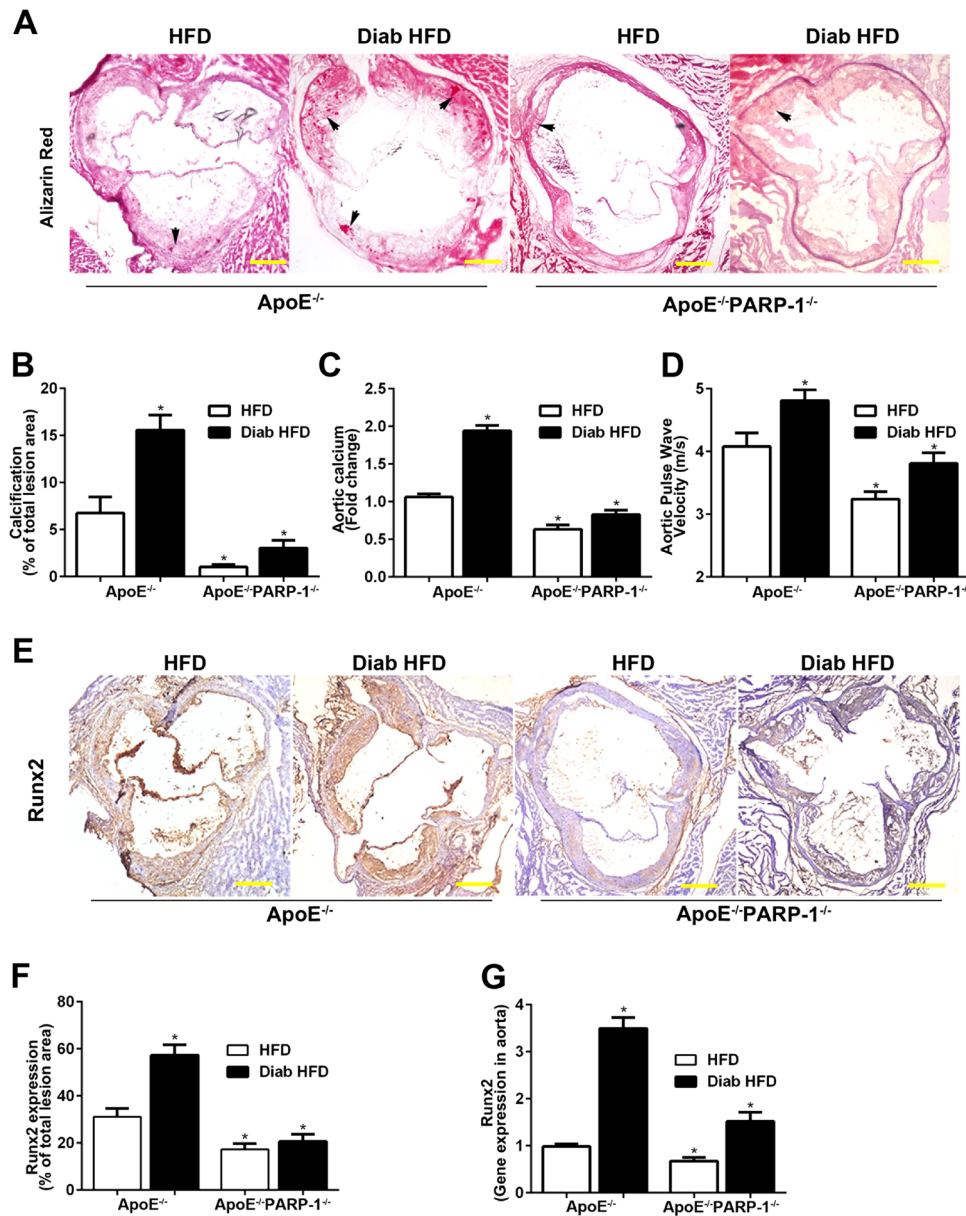 A
HFD
Diab HFD
HFD
Diab HFD
Alizarin Red
ApoE-/-
ApoE-/-PARP-1-/-
B
Calcification
(% of total lesion area)
20
15
10
5
0
*
*
*
HFD
Diab HFD
ApoE-/-
ApoE-/-PARP-1-/-
C
Aortic calcium
(Fold change)
2.5
2.0
1.5
1.0
0.5
0.0
*
*
*
HFD
Diab HFD
ApoE-/-
ApoE-/-PARP-1-/-
D
Aortic Pulse Wave
Velocity (m/s)
5
4
3
2
*
*
*
HFD
Diab HFD
ApoE-/-
ApoE-/-PARP-1-/
E
HFD
Diab HFD
HFD
Diab HFD
Runx2
ApoE-/-
ApoE-/-PARP-1-/-
F
Runx2 expression
(% of total lesion area)
80
60
40
20
0
*
*
*
HFD
Diab HFD
ApoE-/-
ApoE-/-PARP-1-/-
G
Runx2
(Gene expression in aorta)
4
3
2
1
0
*
*
*
HFD
Diab HFD
ApoE-/-
ApoE-/-PARP-1-/-